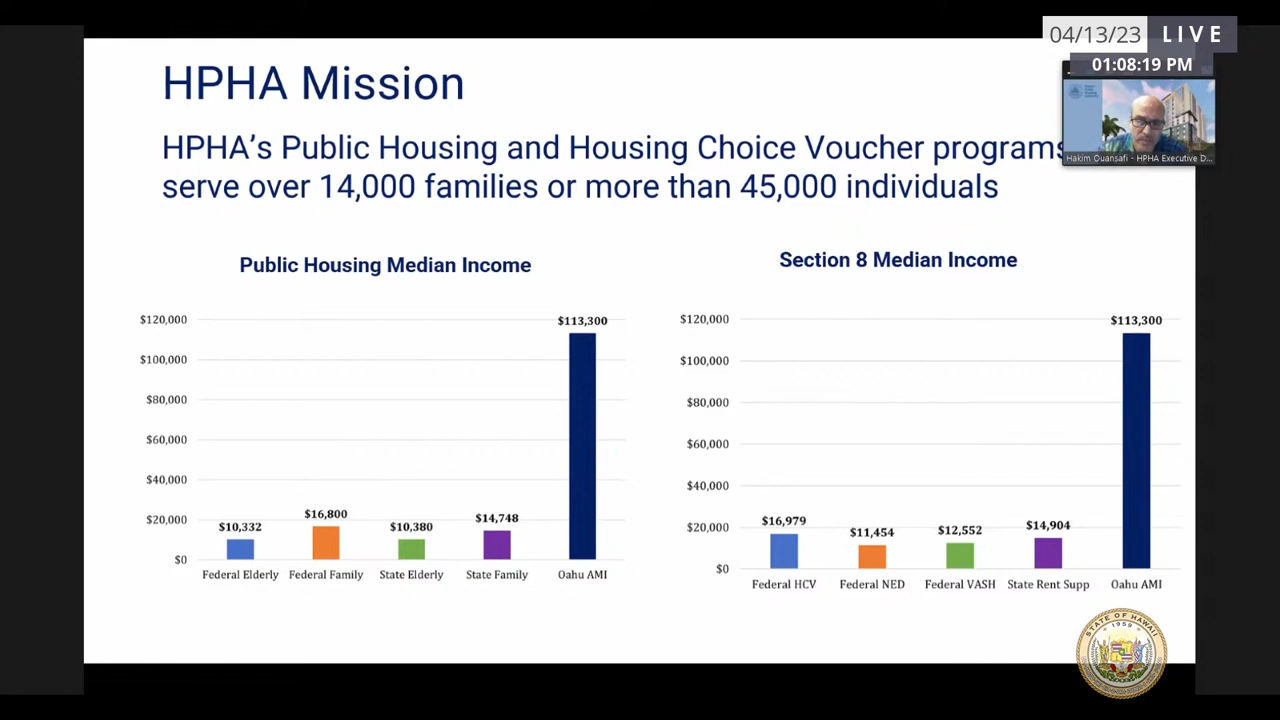 04/13/23 LIVE
01:08:19 PM
Hakim Ouansafi - HPHA Executive D...
HPHA Mission
HPHA's Public Housing and Housing Choice Voucher programs
serve over 14,000 families or more than 45,000 individuals
Public Housing Median Income
$120,000
$100,000
$80,000
$60,000
$40,000
$20,000
$0
$10,332
$16,800
$10,380
$14,748
$113,300
Federal Elderly Federal Family State Elderly State Family Oahu AMI
Section 8 Median Income
$120,000
$100,000
$80,000
$60,000
$40,000
$20,000
$0
$16,979
$11,454
$12,552
$14,904
$113,300
Federal HCV Federal NED Federal VASH State Rent Supp Oahu AMI
STATE OF HAWAII
1959